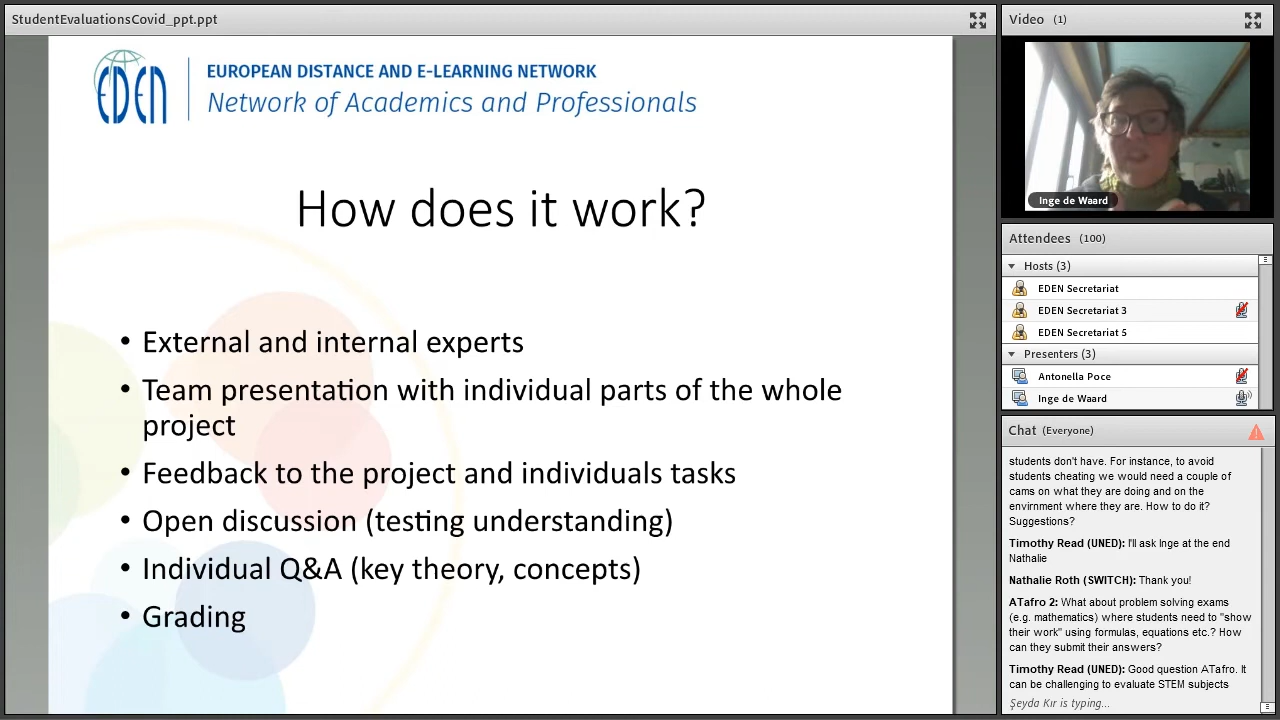 StudentEvaluationsCovid_ppt.ppt
EDEN
EUROPEAN DISTANCE AND E-LEARNING NETWORK
Network of Academics and Professionals
How does it work?
• External and internal experts
• Team presentation with individual parts of the whole
project
• Feedback to the project and individuals tasks
• Open discussion (testing understanding)
• Individual Q&A (key theory, concepts)
• Grading
Video (1)
Inge de Waard
Attendees (100)
Hosts (3)
EDEN Secretariat
EDEN Secretariat 3
EDEN Secretariat 5
Presenters (3)
Antonella Poce
Inge de Waard
Chat (Everyone)
students don't have. For instance, to avoid
students cheating we would need a couple of
cams on what they are doing and on the
envirnment where they are. How to do it?
Suggestions?
Timothy Read (UNED): I'll ask Inge at the end
Nathalie
Nathalie Roth (SWITCH): Thank you!
ATafro 2: What about problem solving exams
(e.g. mathematics) where students need to "show
their work" using formulas, equations etc.? How
can they submit their answers?
Timothy Read (UNED): Good question ATafro. It
can be challenging to evaluate STEM subjects
Şeyda Kır is typing...